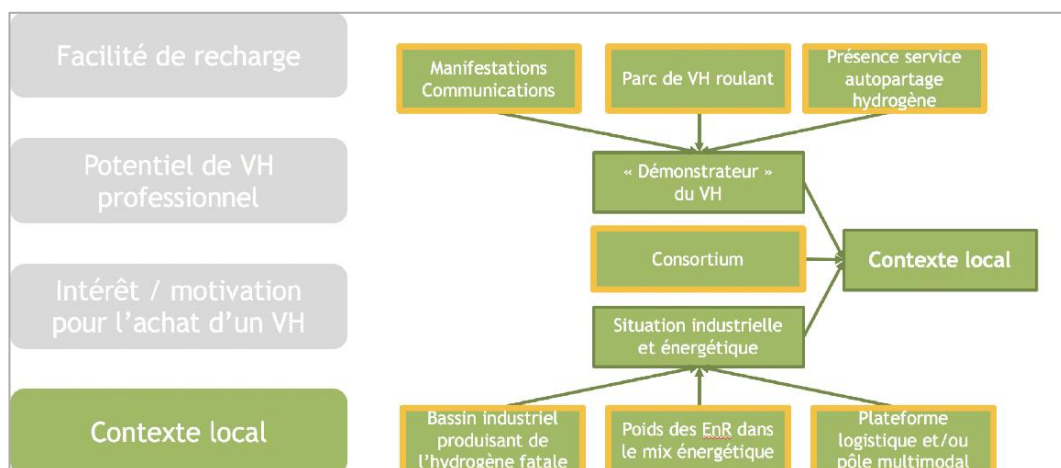 Facilité de recharge
Potentiel de VH
professionnel
Intérêt / motivation
pour l'achat d'un VH
Contexte local
Manifestations
Communications
Parc de VH roulant
Présence service
autopartage
hydrogène
« Démonstrateur »
du VH
Consortium
Contexte local
Situation industrielle
et énergétique
Bassin industriel
produisant de
l'hydrogène fatale
Poids des EnR dans
le mix énergétique
Plateforme
logistique et/ou
pôle multimodal